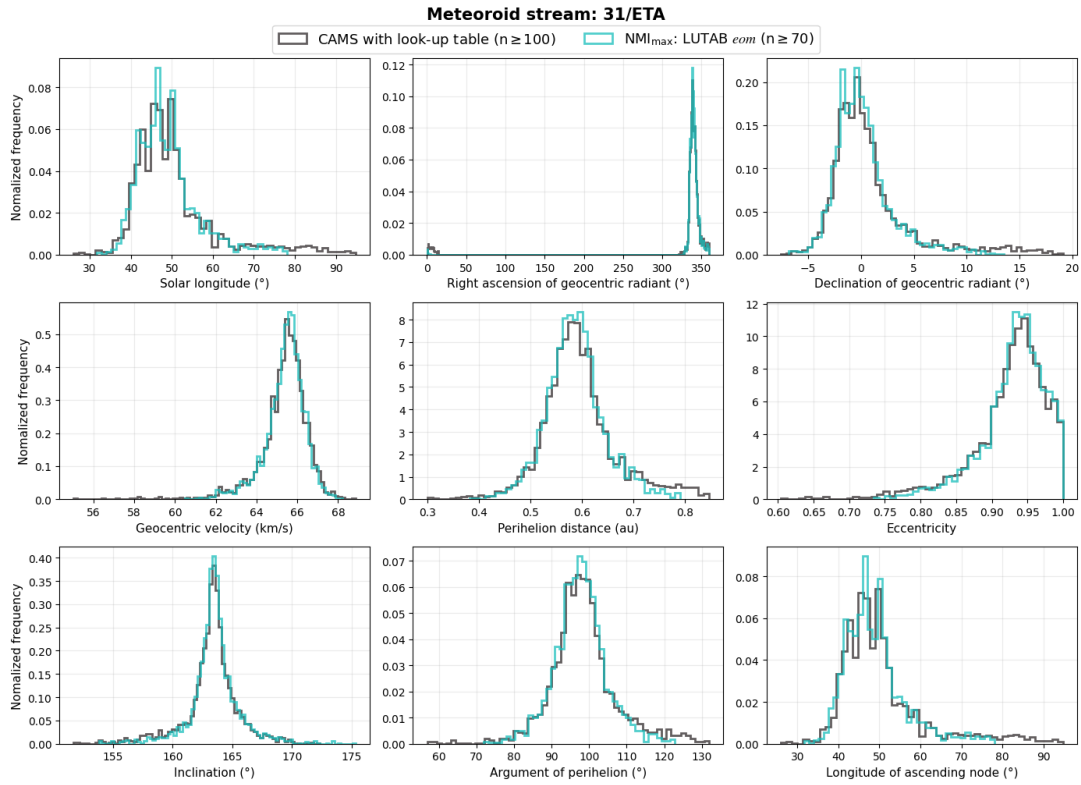 Meteoroid stream: 31/ETA
CAMS with look-up table (n ≥ 100)
NMImax: LUTAB eom (n ≥ 70)
Nomalized frequency
0.00 0.02 0.04 0.06 0.08
30 40 50 60 70 80 90
Solar longitude (°)
0.00 0.02 0.04 0.06 0.08 0.10 0.12
0 50 100 150 200 250 300 350
Right ascension of geocentric radiant (°)
0.00 0.05 0.10 0.15 0.20
−5 0 5 10 15 20
Declination of geocentric radiant (°)
Nomalized frequency
0.0 0.1 0.2 0.3 0.4 0.5
56 58 60 62 64 66 68
Geocentric velocity (km/s)
0 1 2 3 4 5 6 7 8
0.3 0.4 0.5 0.6 0.7 0.8
Perihelion distance (au)
0 2 4 6 8 10 12
0.60 0.65 0.70 0.75 0.80 0.85 0.90 0.95 1.00
Eccentricity
Nomalized frequency
0.00 0.05 0.10 0.15 0.20 0.25 0.30 0.35 0.40
155 160 165 170 175
Inclination (°)
0.00 0.01 0.02 0.03 0.04 0.05 0.06 0.07
60 70 80 90 100 110 120 130
Argument of perihelion (°)
0.00 0.02 0.04 0.06 0.08
30 40 50 60 70 80 90
Longitude of ascending node (°)